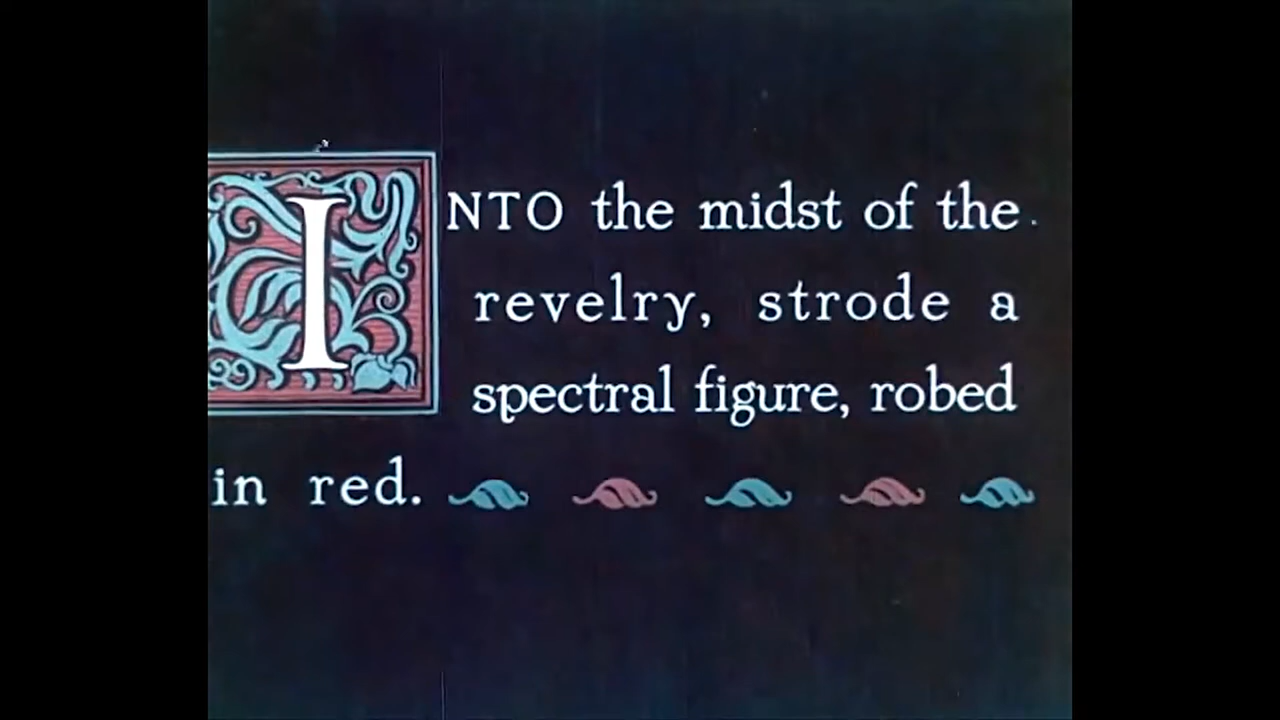 INTO the midst of the
revelry, strode a
spectral figure, robed
in red.